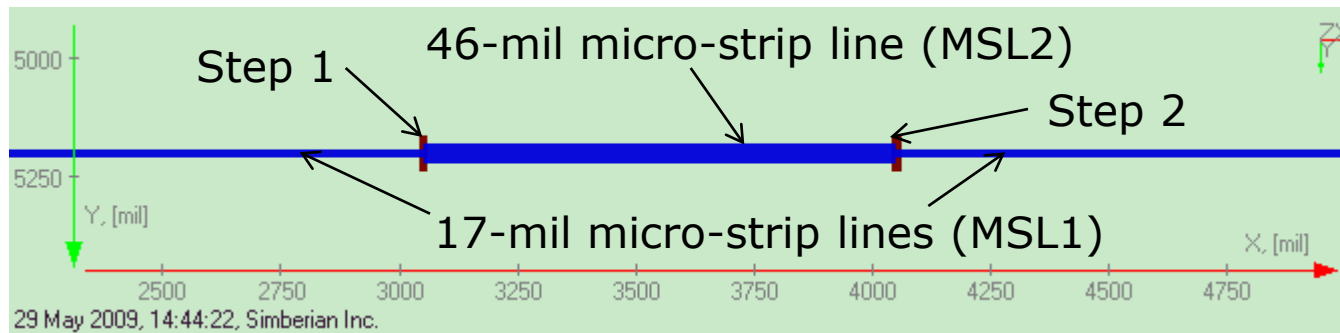 46-mil micro-strip line (MSL2)
Step 1
Step 2
5000
5250
Y, [mil]
17-mil micro-strip lines (MSL1)
X, [mil]
2500 2750 3000 3250 3500 3750 4000 4250 4500 4750
29 May 2009, 14:44:22, Simberian Inc.